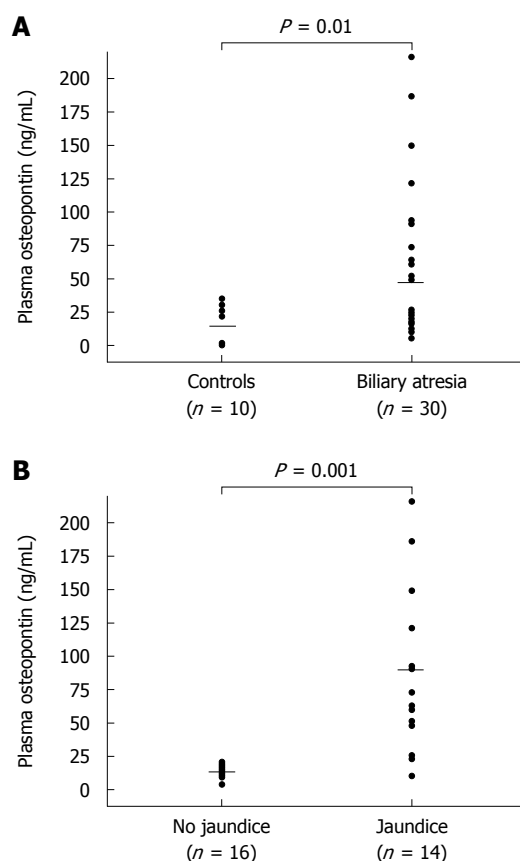 A
P = 0.01
Plasma osteopontin (ng/mL)
200
175
150
125
100
75
50
25
0
Controls Biliary atresia
(n = 10) (n = 30)
B
P = 0.001
Plasma osteopontin (ng/mL)
200
175
150
125
100
75
50
25
0
No jaundice Jaundice
(n = 16) (n = 14)